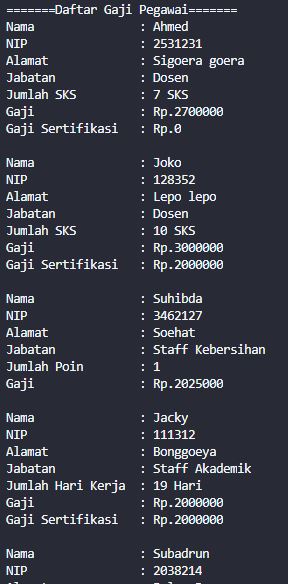 =======Daftar Gaji Pegawai=======
Nama : Ahmed
NIP : 2531231
Alamat : Sigoera goera
Jabatan : Dosen
Jumlah SKS : 7 SKS
Gaji : Rp.2700000
Gaji Sertifikasi : Rp.0
Nama : Joko
NIP : 128352
Alamat : Lepo lepo
Jabatan : Dosen
Jumlah SKS : 10 SKS
Gaji : Rp.3000000
Gaji Sertifikasi : Rp.2000000
Nama : Suhibda
NIP : 3462127
Alamat : Soehat
Jabatan : Staff Kebersihan
Jumlah Poin : 1
Gaji : Rp.2025000
Nama : Jacky
NIP : 111312
Alamat : Bonggoeya
Jabatan : Staff Akademik
Jumlah Hari Kerja : 19 Hari
Gaji : Rp.2000000
Gaji Sertifikasi : Rp.2000000
Nama : Subadrun
NIP : 2038214